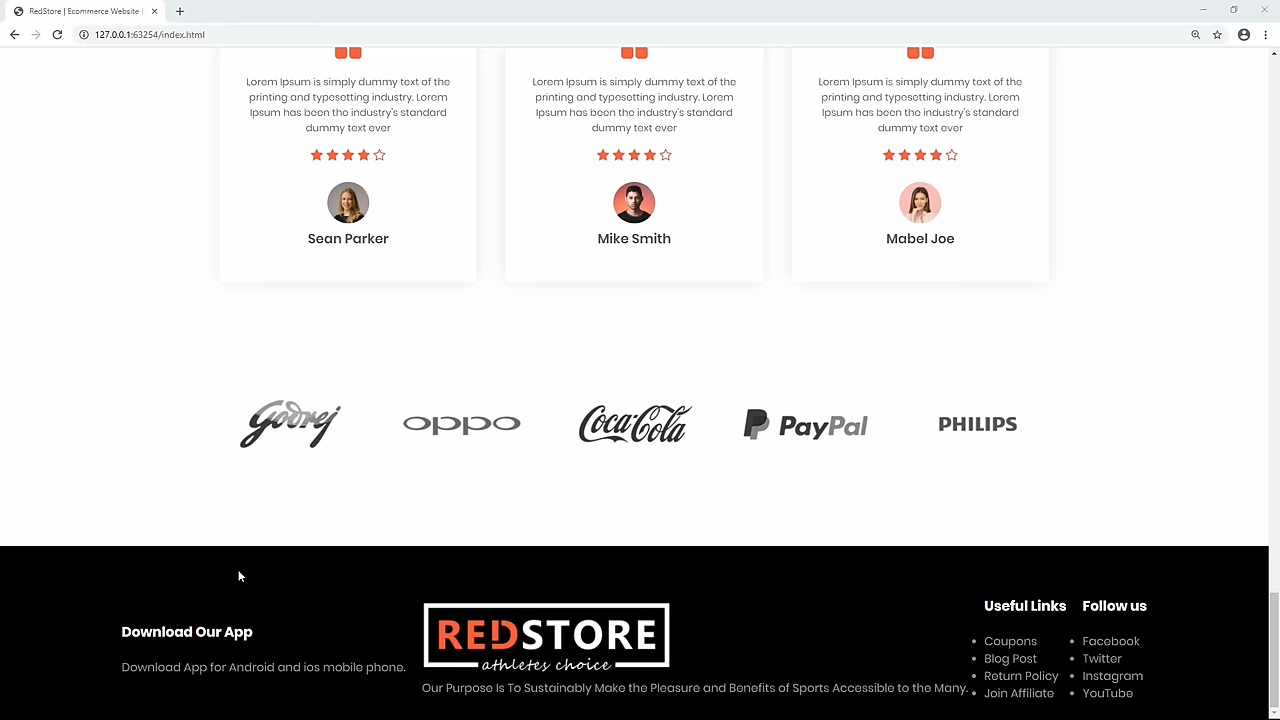 RedStore | Ecommerce Website D
127.0.0.1:63254/index.html
Lorem Ipsum is simply dummy text of the
printing and typesetting industry. Lorem
Ipsum has been the industry's standard
dummy text ever
Sean Parker
Lorem Ipsum is simply dummy text of the
printing and typesetting industry. Lorem
Ipsum has been the industry's standard
dummy text ever
Mike Smith
Lorem Ipsum is simply dummy text of the
printing and typesetting industry. Lorem
Ipsum has been the industry's standard
dummy text ever
Mabel Joe
Godrej
oppo
Coca-Cola
PayPal
PHILIPS
Download Our App
Download App for Android and ios mobile phone.
REDSTORE
athletes choice
Our Purpose Is To Sustainably Make the Pleasure and Benefits of Sports Accessible to the Many.
Useful Links
Coupons
Blog Post
Return Policy
Join Affiliate
Follow us
Facebook
Twitter
Instagram
YouTube